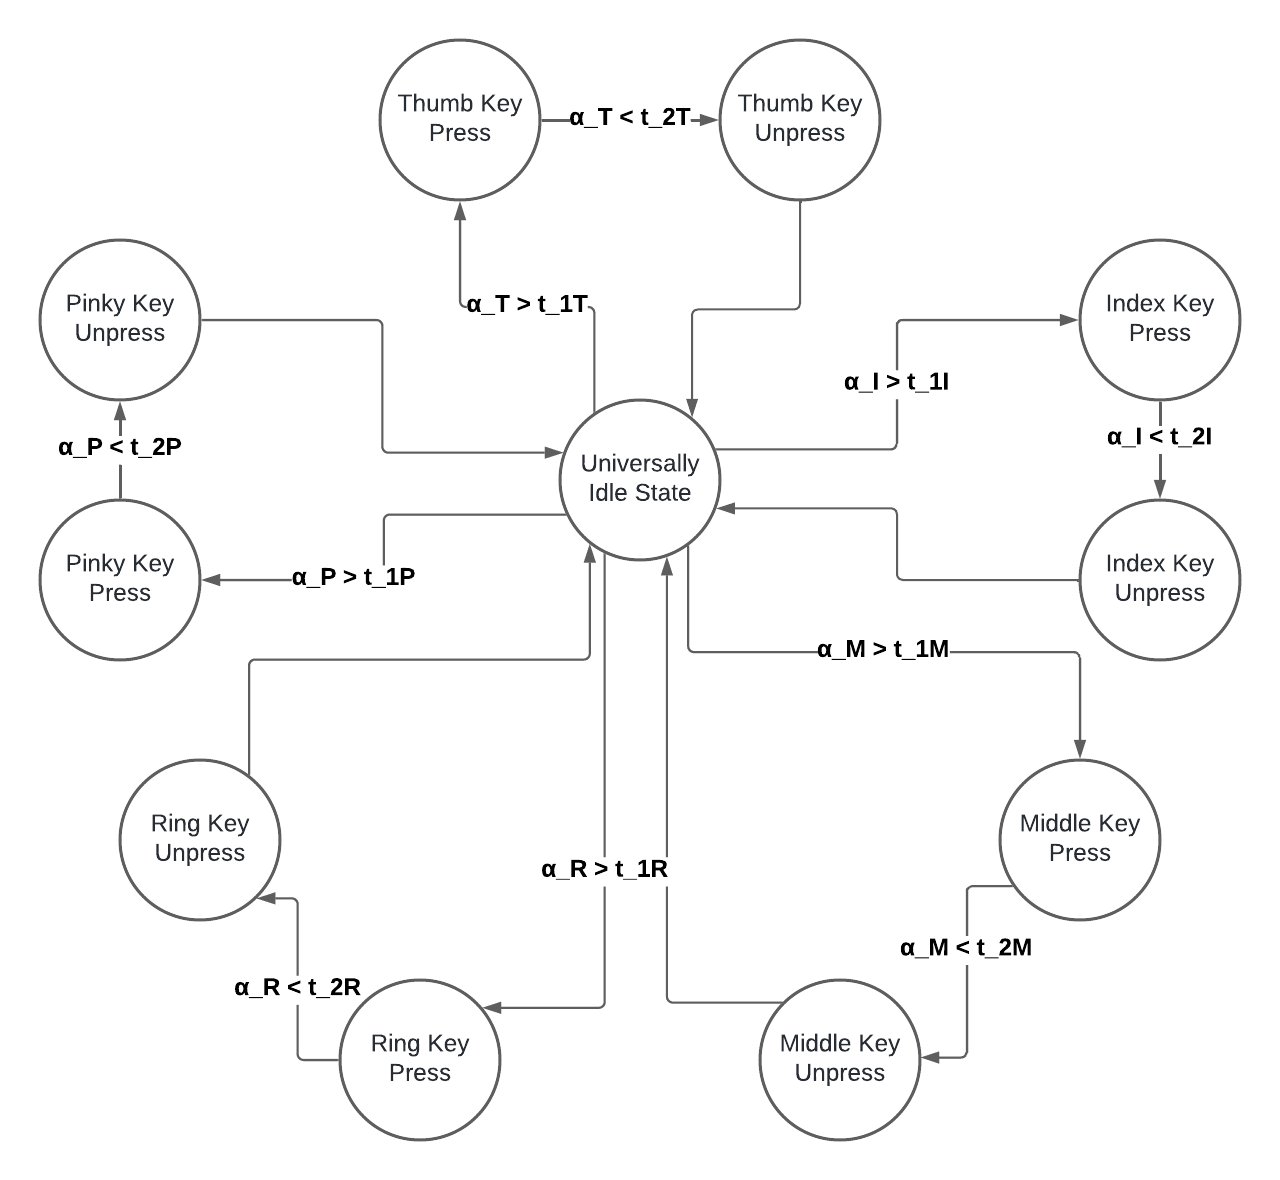 Thumb Key
Press
α_T < t_2T
Thumb Key
Unpress
Pinky Key
Unpress
α_T > t_1T
Index Key
Press
α_I > t_1I
α_P < t_2P
α_I < t_2I
Universally
Idle State
Pinky Key
Press
α_P > t_1P
Index Key
Unpress
α_M > t_1M
Ring Key
Unpress
α_R > t_1R
Middle Key
Press
α_M < t_2M
α_R < t_2R
Ring Key
Press
Middle Key
Unpress